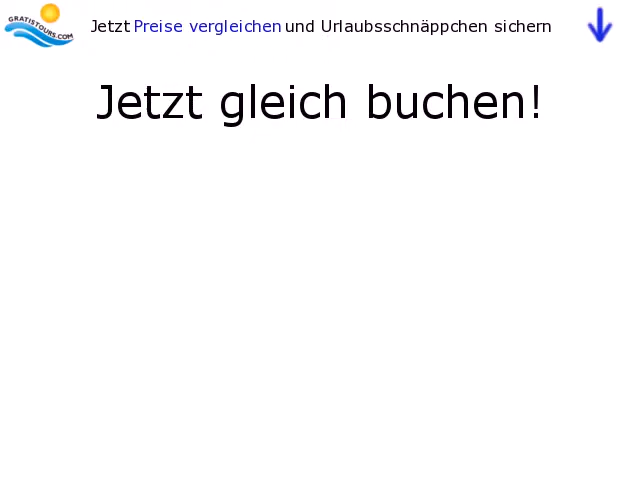 GRATISTOURS.COM
Jetzt Preise vergleichen und Urlaubsschnäppchen sichern
Jetzt gleich buchen!